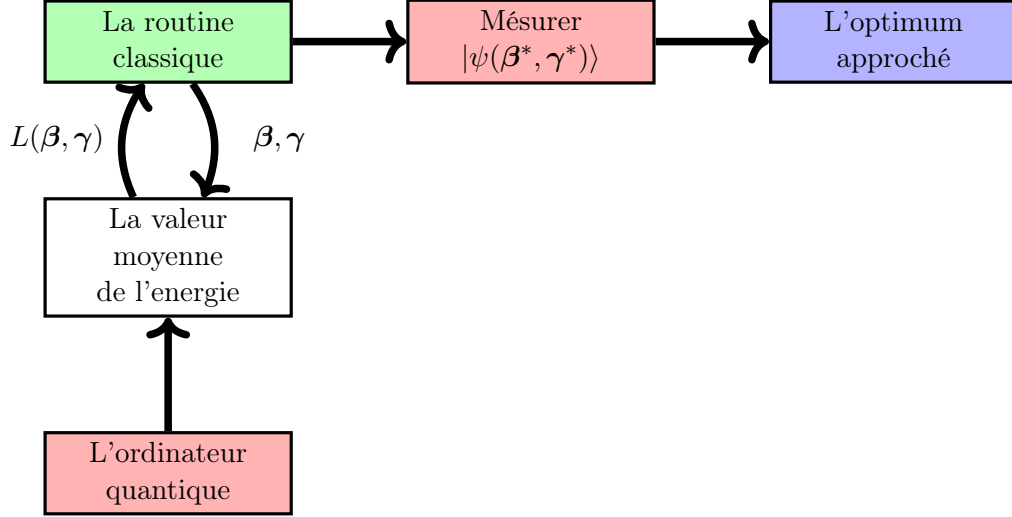 La routine
classique
Mésurer
|ψ(β*, γ*)⟩
L'optimum
approché
L(β, γ)
β, γ
La valeur
moyenne
de l'energie
L'ordinateur
quantique